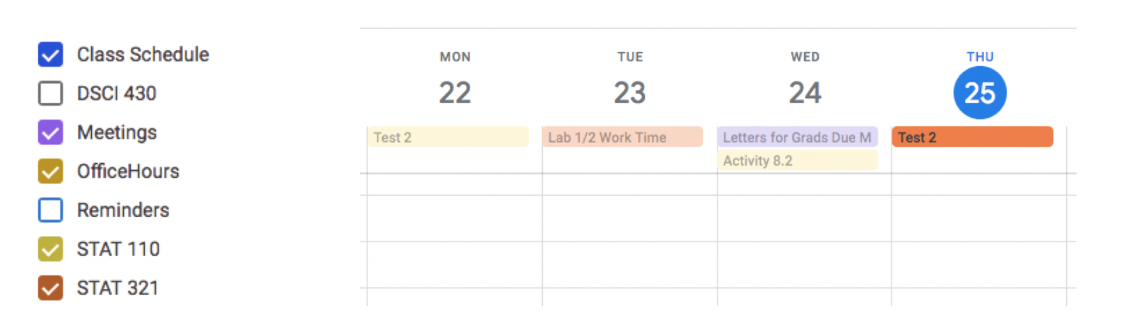 Class Schedule
DSCI 430
Meetings
OfficeHours
Reminders
STAT 110
STAT 321
MON TUE WED THU
22 23 24 25
Test 2 Lab 1/2 Work Time Letters for Grads Due M Test 2
Activity 8.2